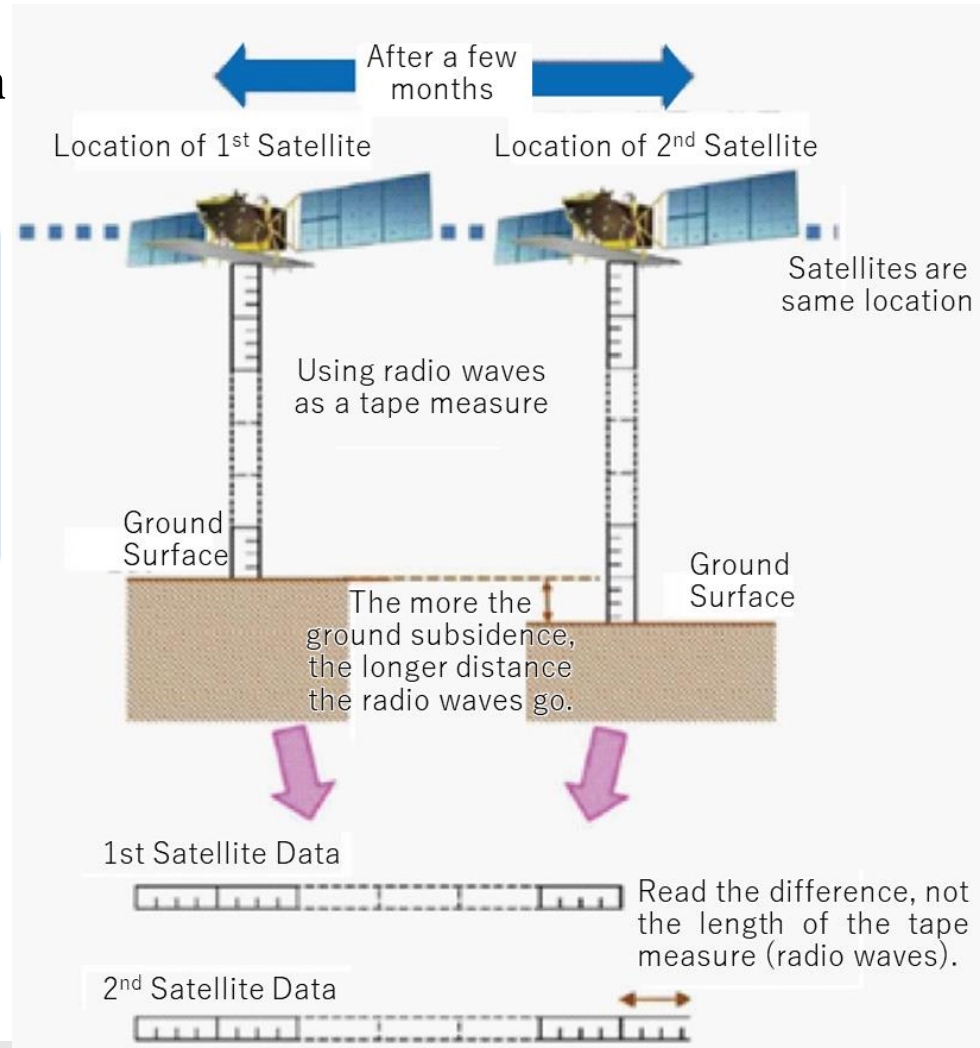 After a few
months
Location of 1st Satellite
Location of 2nd Satellite
Satellites are
same location
Using radio waves
as a tape measure
Ground
Surface
Ground
Surface
The more the
ground subsidence,
the longer distance
the radio waves go.
1st Satellite Data
Read the difference, not
the length of the tape
measure (radio waves).
2nd Satellite Data